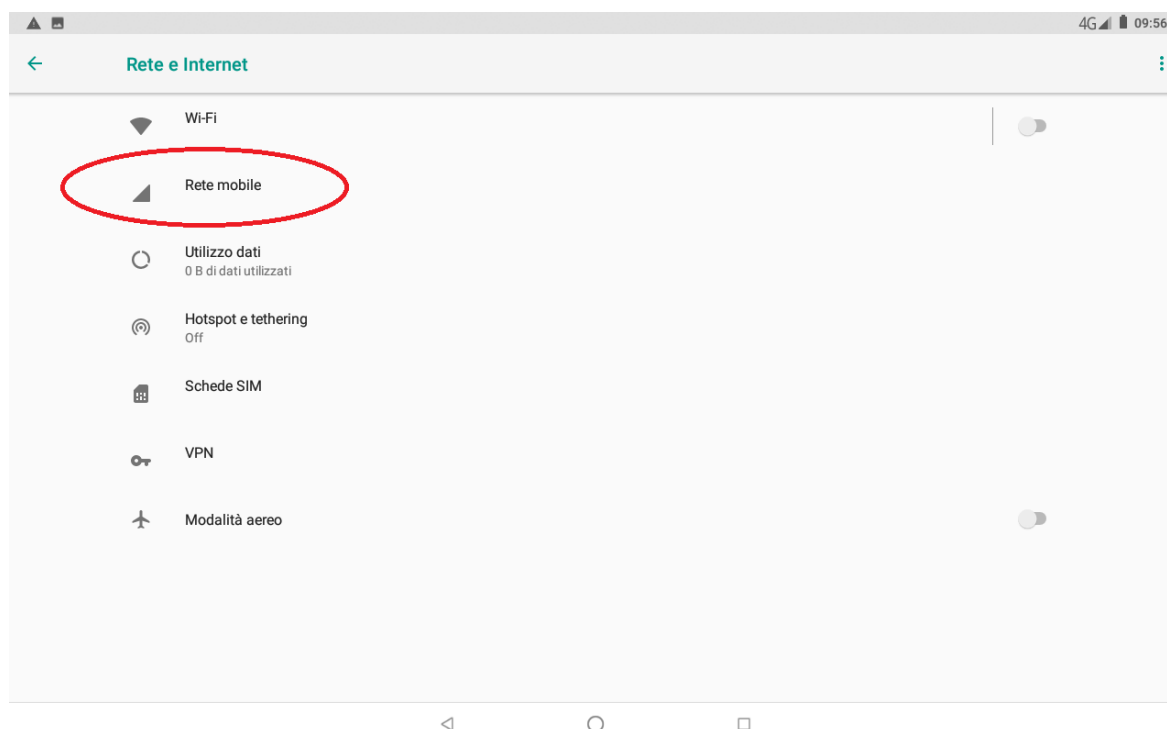 4G 09:56
Rete e Internet
Wi-Fi
Rete mobile
Utilizzo dati
0 B di dati utilizzati
Hotspot e tethering
Off
Schede SIM
VPN
Modalità aereo